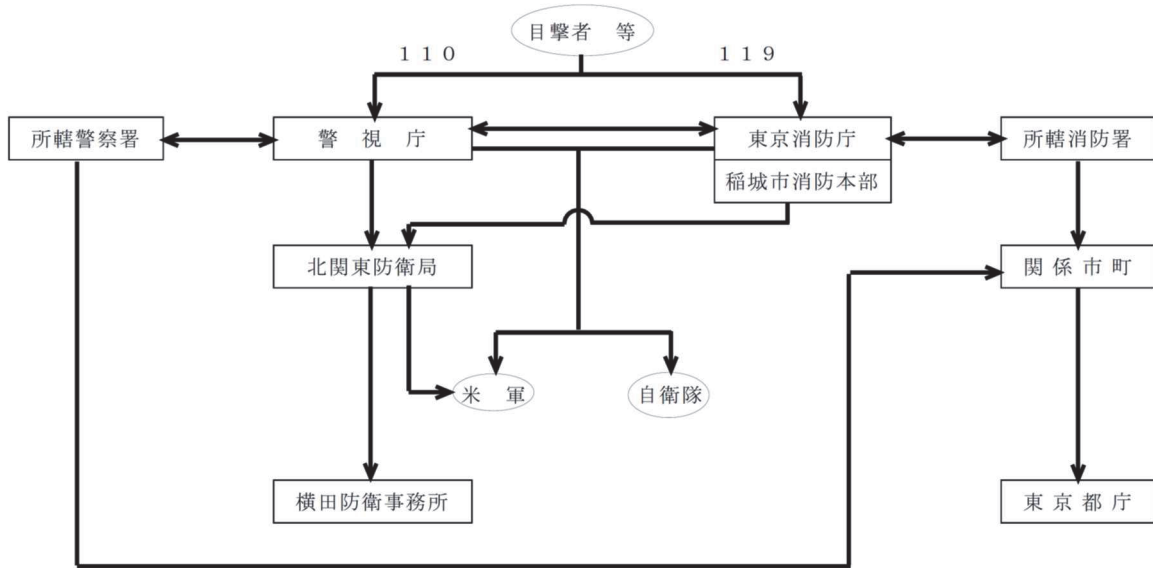 目撃者　等
１１０
１１９
所轄警察署
警　視　庁
東京消防庁
所轄消防署
稲城市消防本部
北関東防衛局
関 係 市 町
米　軍
自衛隊
横田防衛事務所
東 京 都 庁